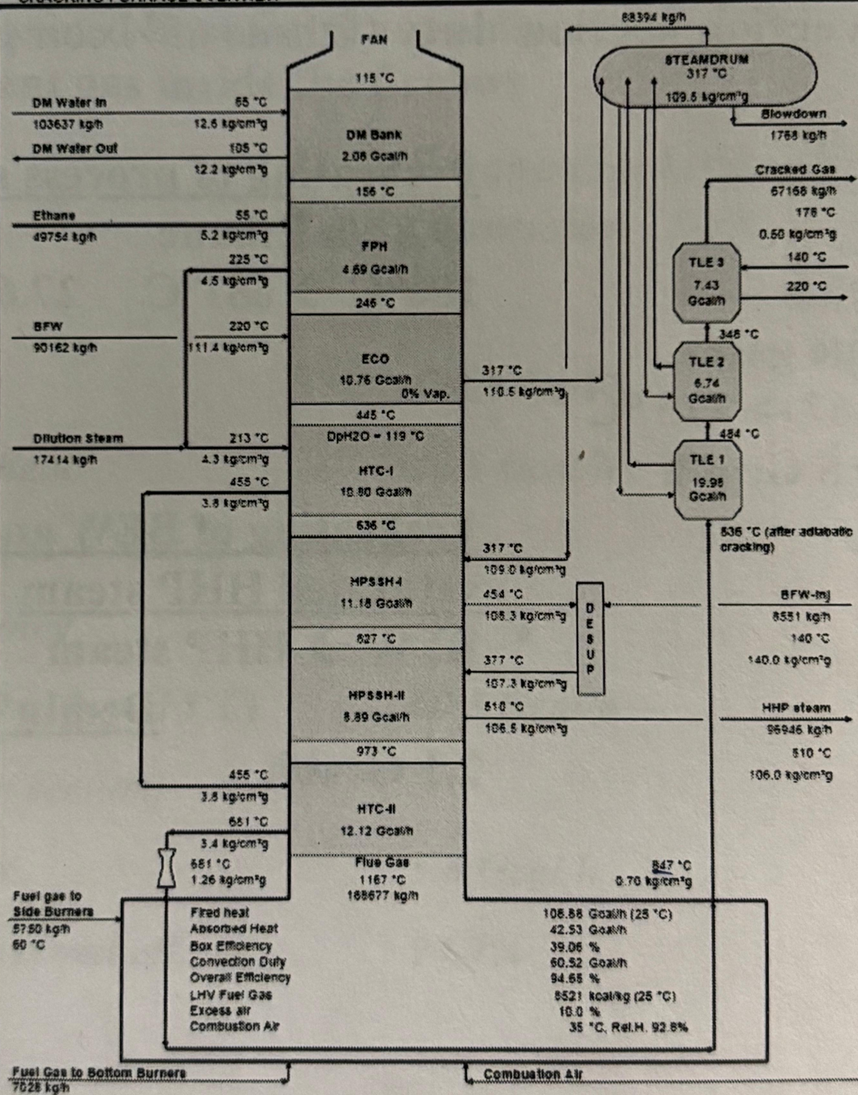 CRACKING FURNACE OVERVIEW
FAN
88394 kg/h
STEAMDRUM
317 °C
109.5 kg/cm²g
115 °C
DM Water In
65 °C
103637 kg/h
12.6 kg/cm²g
DM Bank
2.08 Gcal/h
Blowdown
1768 kg/h
DM Water Out
105 °C
12.2 kg/cm²g
Cracked Gas
67168 kg/h
178 °C
0.50 kg/cm²g
156 °C
Ethane
55 °C
49754 kg/h
5.2 kg/cm²g
FPH
4.69 Gcal/h
225 °C
4.5 kg/cm²g
TLE 3
7.43
Gcal/h
140 °C
220 °C
246 °C
BFW
220 °C
90162 kg/h
111.4 kg/cm²g
348 °C
ECO
10.76 Gcal/h
0% Vap.
317 °C
110.5 kg/cm²g
TLE 2
5.74
Gcal/h
445 °C
DpH2O = 119 °C
484 °C
Dilution Steam
213 °C
17414 kg/h
4.3 kg/cm²g
HTC-I
10.80 Gcal/h
TLE 1
19.98
Gcal/h
455 °C
3.8 kg/cm²g
636 °C
836 °C (after adiabatic
cracking)
317 °C
109.0 kg/cm²g
HPSSH-I
11.18 Gcal/h
454 °C
108.3 kg/cm²g
DESUP
BFW-Inj
8551 kg/h
140 °C
140.0 kg/cm²g
827 °C
377 °C
107.3 kg/cm²g
HPSSH-II
8.89 Gcal/h
510 °C
106.5 kg/cm²g
HHP steam
96946 kg/h
510 °C
106.0 kg/cm²g
973 °C
455 °C
3.8 kg/cm²g
HTC-II
12.12 Gcal/h
681 °C
3.4 kg/cm²g
681 °C
1.26 kg/cm²g
Flue Gas
1167 °C
168677 kg/h
847 °C
0.70 kg/cm²g
Fuel gas to
Side Burners
5750 kg/h
60 °C
Fired heat 108.88 Gcal/h (25 °C)
Absorbed Heat 42.53 Gcal/h
Box Efficiency 39.06 %
Convection Duty 60.52 Gcal/h
Overall Efficiency 94.65 %
LHV Fuel Gas 8521 kcal/kg (25 °C)
Excess air 10.0 %
Combustion Air 35 °C, Rel.H. 92.8%
Fuel Gas to Bottom Burners
7028 kg/h
Combustion Air